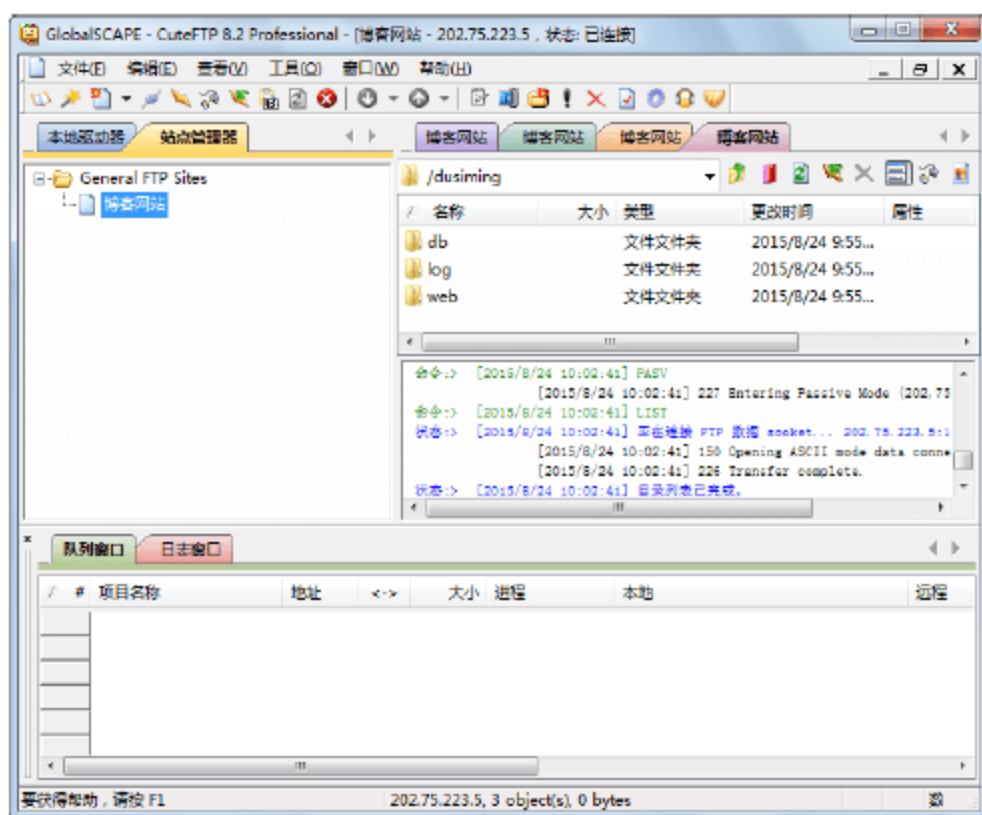 GlobalSCAPE - CuteFTP 8.2 Professional - [博客网站 - 202.75.223.5，状态: 已连接]
文件(F) 编辑(E) 查看(V) 工具(O) 窗口(W) 帮助(H)
本地驱动器 站点管理器
博客网站 博客网站 博客网站 博客网站
General FTP Sites
博客网站
/dusiming
名称 大小 类型 更改时间 属性
db 文件文件夹 2015/8/24 9:55...
log 文件文件夹 2015/8/24 9:55...
web 文件文件夹 2015/8/24 9:55...
命令:> [2015/8/24 10:02:41] PASV
[2015/8/24 10:02:41] 227 Entering Passive Mode (202,75
命令:> [2015/8/24 10:02:41] LIST
状态:> [2015/8/24 10:02:41] 正在连接 FTP 数据 socket... 202.75.223.5:1
[2015/8/24 10:02:41] 150 Opening ASCII mode data conne
[2015/8/24 10:02:41] 226 Transfer complete.
状态:> [2015/8/24 10:02:41] 目录列表已完成。
队列窗口 日志窗口
# 项目名称 地址 <-> 大小 进程 本地 远程
要获得帮助，请按 F1
202.75.223.5, 3 object(s), 0 bytes
数